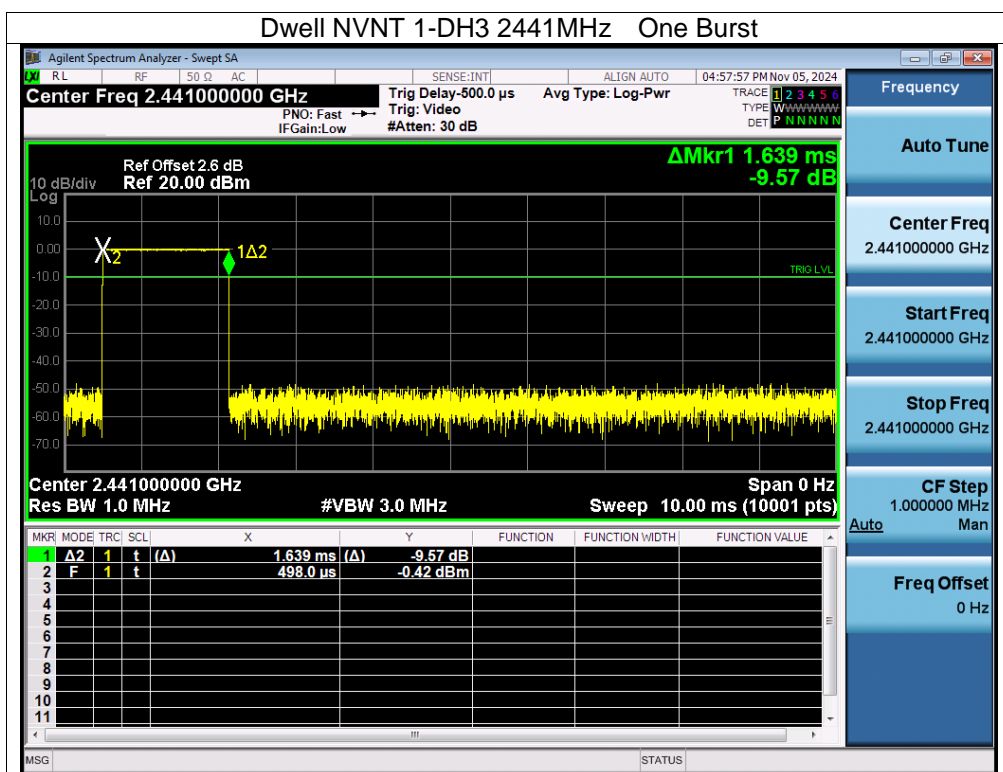 Dwell NVNT 1-DH3 2441MHz One Burst
Agilent Spectrum Analyzer - Swept SA
LXI RL RF 50 Ω AC SENSE:INT ALIGN AUTO 04:57:57 PM Nov 05, 2024
Center Freq 2.441000000 GHz Trig Delay-500.0 µs Avg Type: Log-Pwr TRACE 1 2 3 4 5 6
PNO: Fast Trig: Video TYPE WWWWWWW
IFGain:Low #Atten: 30 dB DET P N N N N N
Frequency
Auto Tune
Center Freq
2.441000000 GHz
Start Freq
2.441000000 GHz
Stop Freq
2.441000000 GHz
CF Step
1.000000 MHz
Auto Man
Freq Offset
0 Hz
ΔMkr1 1.639 ms
-9.57 dB
Ref Offset 2.6 dB
10 dB/div Ref 20.00 dBm
Log
10.0
0.00
-10.0
-20.0
-30.0
-40.0
-50.0
-60.0
-70.0
X2
1Δ2
TRIG LVL
Center 2.441000000 GHz Span 0 Hz
Res BW 1.0 MHz #VBW 3.0 MHz Sweep 10.00 ms (10001 pts)
MKR MODE TRC SCL X Y FUNCTION FUNCTION WIDTH FUNCTION VALUE
1 Δ2 1 t (Δ) 1.639 ms (Δ) -9.57 dB
2 F 1 t 498.0 µs -0.42 dBm
3
4
5
6
7
8
9
10
11
MSG STATUS